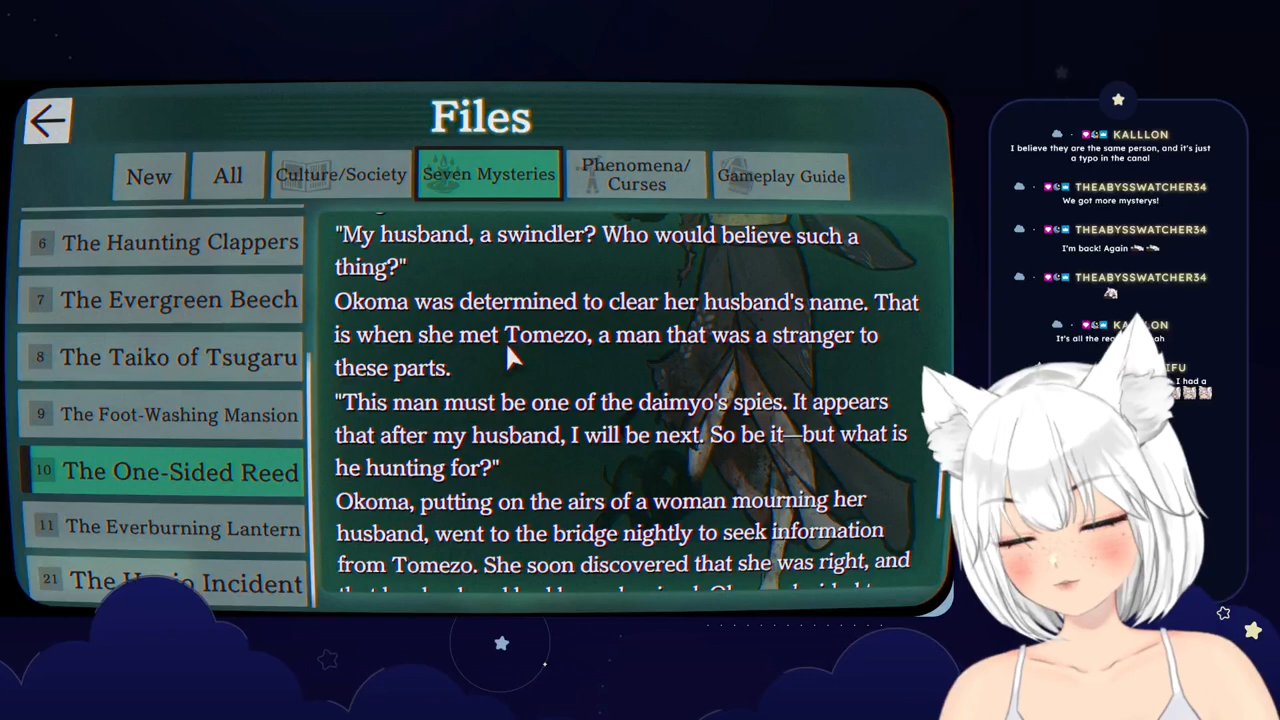 Files
New
All
Culture/Society
Seven Mysteries
Phenomena/
Curses
Gameplay Guide
6 The Haunting Clappers
7 The Evergreen Beech
8 The Taiko of Tsugaru
9 The Foot-Washing Mansion
10 The One-Sided Reed
11 The Everburning Lantern
21 The Incident
"My husband, a swindler? Who would believe such a
thing?"
Okoma was determined to clear her husband's name. That
is when she met Tomezo, a man that was a stranger to
these parts.
"This man must be one of the daimyo's spies. It appears
that after my husband, I will be next. So be it—but what is
he hunting for?"
Okoma, putting on the airs of a woman mourning her
husband, went to the bridge nightly to seek information
from Tomezo. She soon discovered that she was right, and
KALLLON
I believe they are the same person, and it's just
a typo in the canal
THEABYSSWATCHER34
We got more mysterys!
THEABYSSWATCHER34
I'm back! Again
THEABYSSWATCHER34
It's all the
I had a